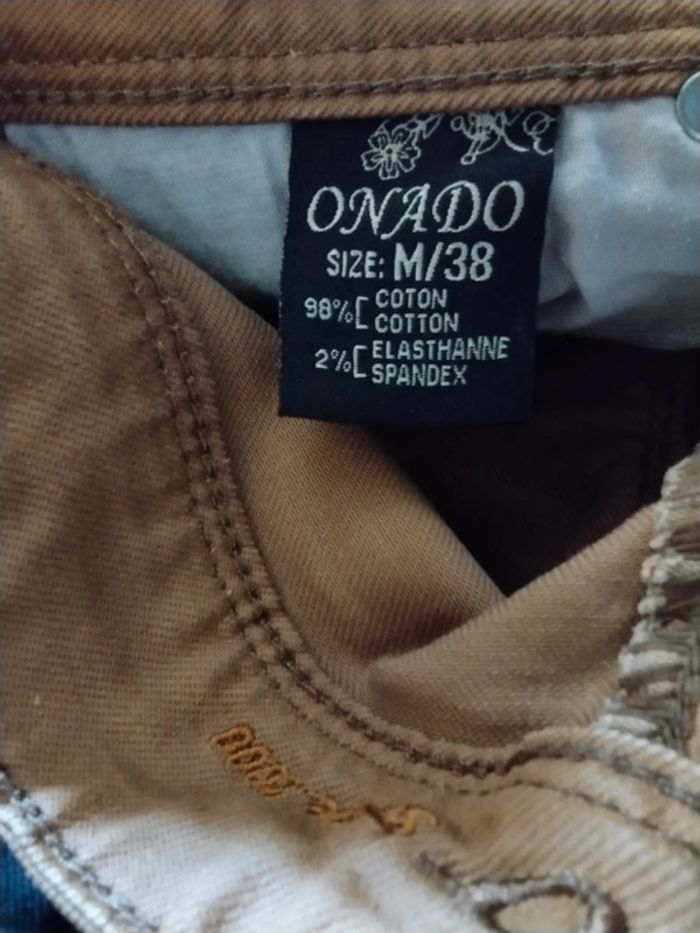 ONADO
SIZE: M/38
98% [ COTON
COTTON
2% [ ELASTHANNE
SPANDEX